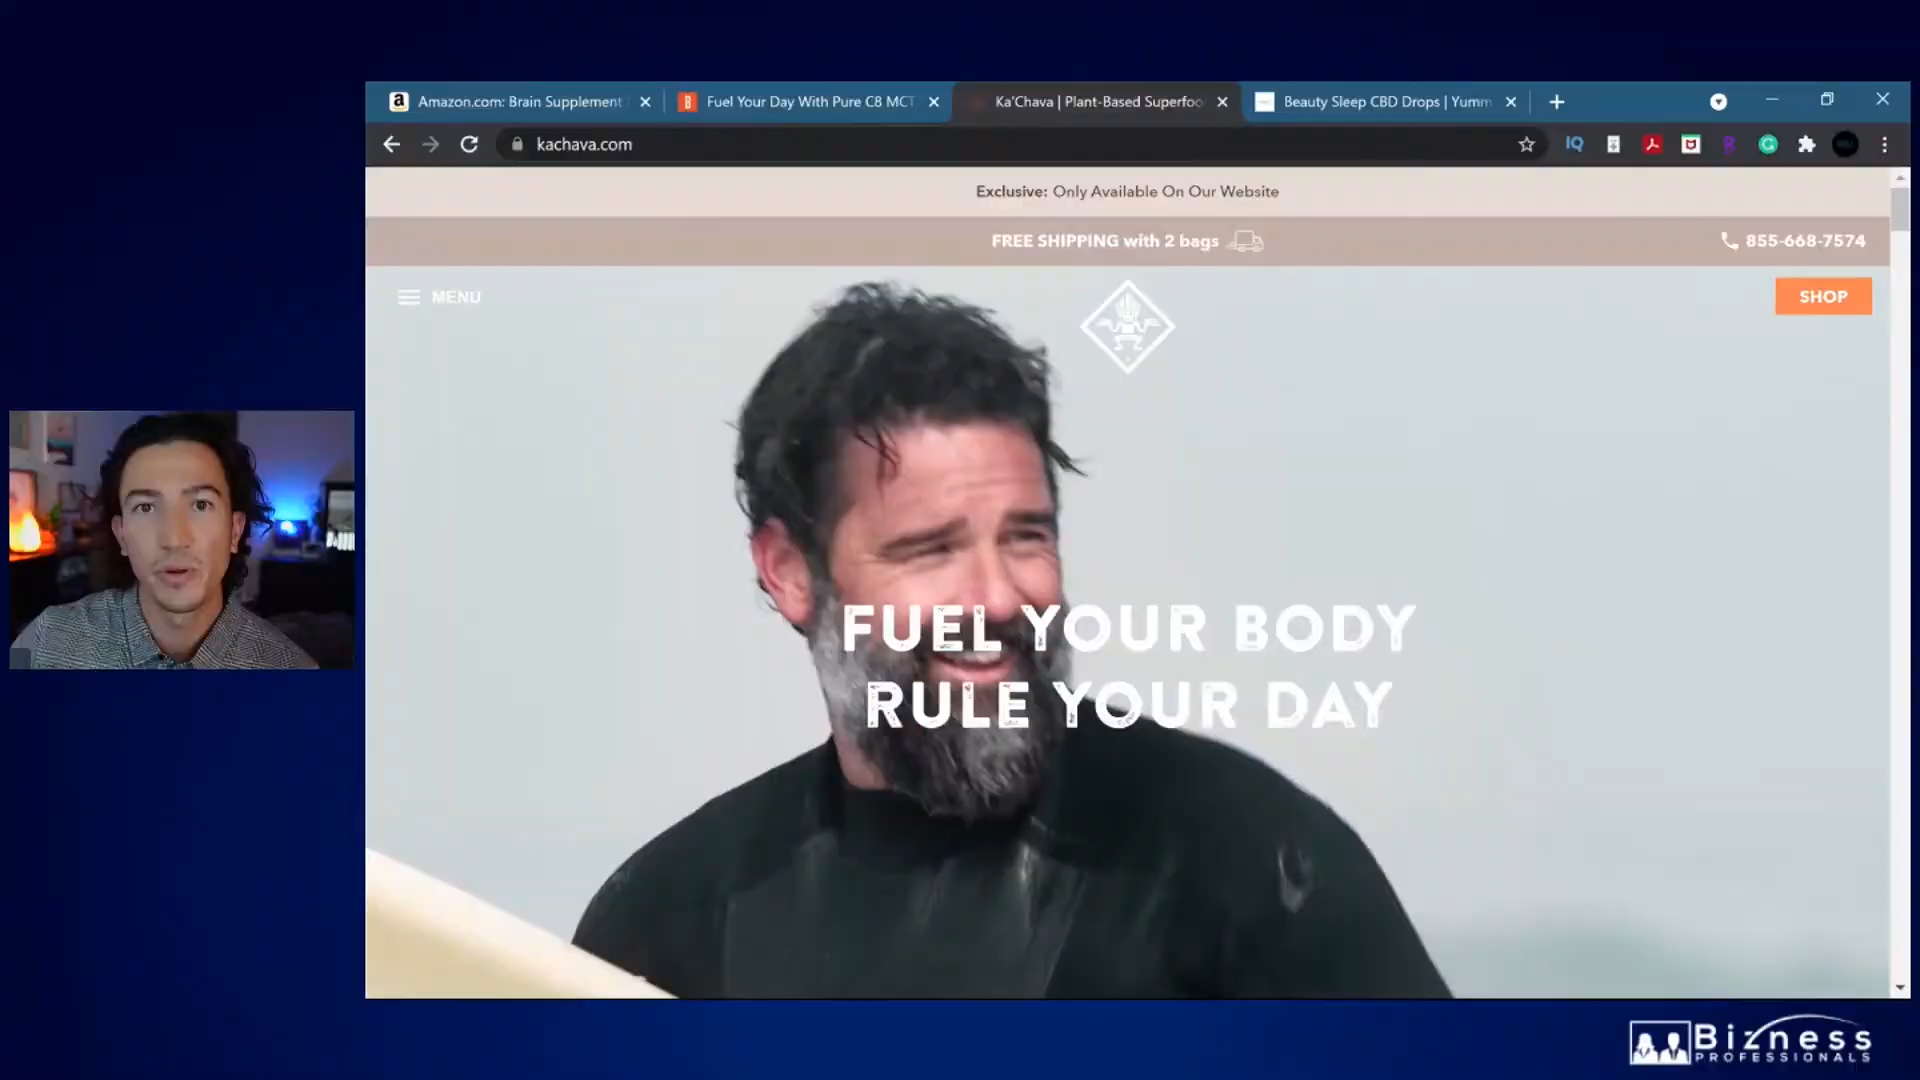 Amazon.com: Brain Supplement
Fuel Your Day With Pure C8 MCT
Ka'Chava | Plant-Based Superfoo
Beauty Sleep CBD Drops | Yumm
kachava.com
IQ
Exclusive: Only Available On Our Website
FREE SHIPPING with 2 bags
855-668-7574
MENU
SHOP
FUEL YOUR BODY
RULE YOUR DAY
Bizness
PROFESSIONALS